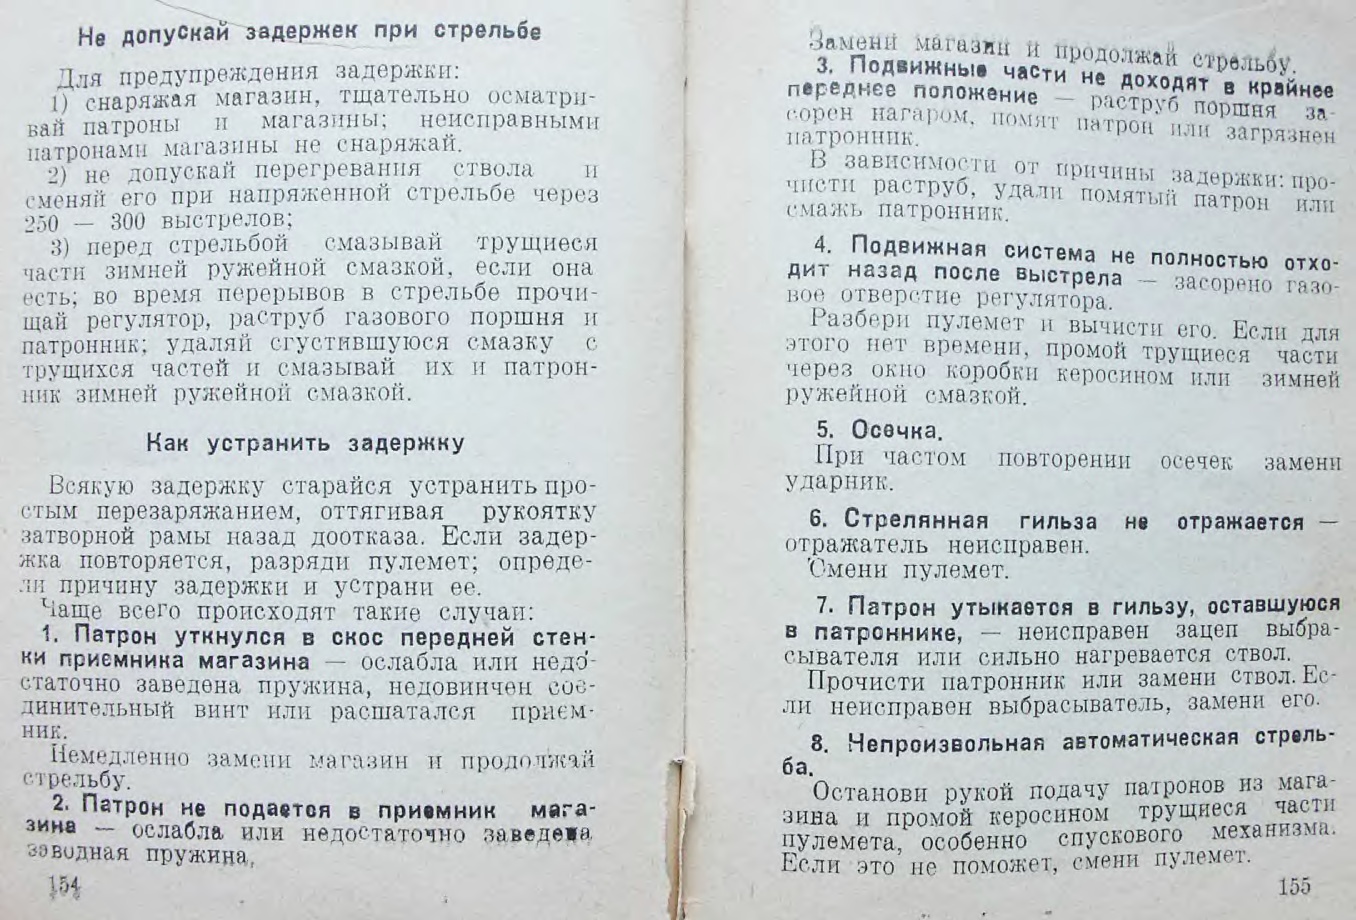 Не допускай задержек при стрельбе
Для предупреждения задержки:
1) снаряжая магазин, тщательно осматри-
вай патроны и магазины; неисправными
патронами магазины не снаряжай.
2) не допускай перегревания ствола и
сменяй его при напряженной стрельбе через
250 — 300 выстрелов;
3) перед стрельбой смазывай трущиеся
части зимней ружейной смазкой, если она
есть; во время перерывов в стрельбе прочи-
щай регулятор, раструб газового поршня и
патронник; удаляй сгустившуюся смазку с
трущихся частей и смазывай их и патрон-
ник зимней ружейной смазкой.
Как устранить задержку
Всякую задержку старайся устранить про-
стым перезаряжанием, оттягивая рукоятку
затворной рамы назад доотказа. Если задер-
жка повторяется, разряди пулемет; опреде-
ли причину задержки и устрани ее.
Чаще всего происходят такие случаи:
1. Патрон уткнулся в скос передней стен-
ки приемника магазина — ослабла или недо-
статочно заведена пружина, недовинчен сое-
динительный винт или расшатался прием-
ник.
Немедленно замени магазин и продолжай
стрельбу.
2. Патрон не подается в приемник мага-
зина — ослабла или недостаточно заведена
заводная пружина,
154
Замени магазин и продолжай стрельбу.
3. Подвижные части не доходят в крайнее
переднее положение — раструб поршня за-
сорен нагаром, помят патрон или загрязнен
патронник.
В зависимости от причины задержки: про-
чисти раструб, удали помятый патрон или
смажь патронник.
4. Подвижная система не полностью отхо-
дит назад после выстрела — засорено газо-
вое отверстие регулятора.
Разбери пулемет и вычисти его. Если для
этого нет времени, промой трущиеся части
через окно коробки керосином или зимней
ружейной смазкой.
5. Осечка.
При частом повторении осечек замени
ударник.
6. Стрелянная гильза не отражается —
отражатель неисправен.
Смени пулемет.
7. Патрон утыкается в гильзу, оставшуюся
в патроннике, — неисправен зацеп выбра-
сывателя или сильно нагревается ствол.
Прочисти патронник или замени ствол. Ес-
ли неисправен выбрасыватель, замени его.
8. Непроизвольная автоматическая стрель-
ба.
Останови рукой подачу патронов из мага-
зина и промой керосином трущиеся части
пулемета, особенно спускового механизма.
Если это не поможет, смени пулемет.
155